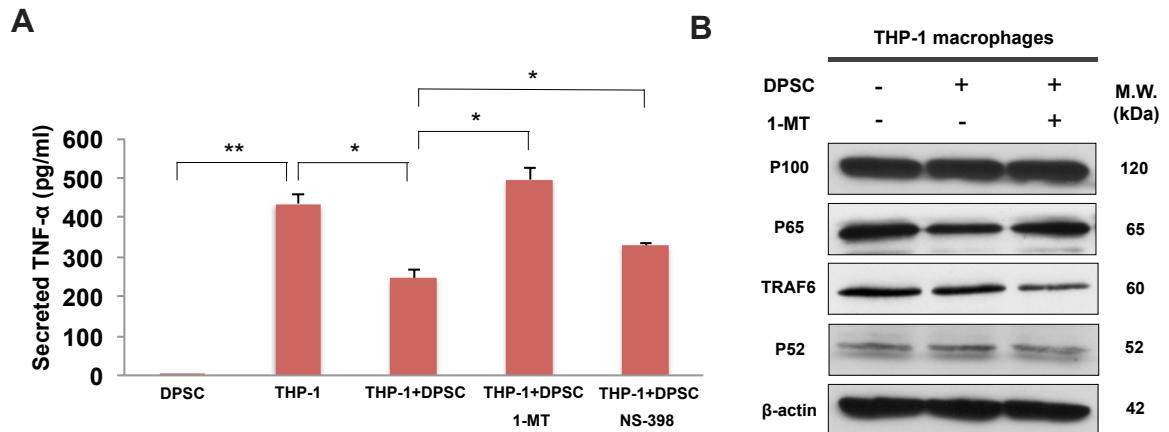 A
Secreted TNF-α (pg/ml)
600
500
400
300
200
100
0
**
*
*
*
DPSC
THP-1
THP-1+DPSC
THP-1+DPSC
1-MT
THP-1+DPSC
NS-398
B
THP-1 macrophages
DPSC - + +
1-MT - - +
M.W.
(kDa)
P100 120
P65 65
TRAF6 60
P52 52
β-actin 42